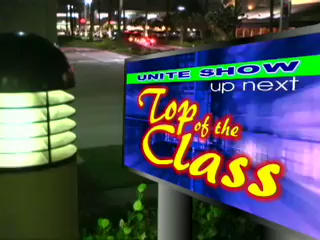 UNITE SHOW
up next
Top
of the
Class